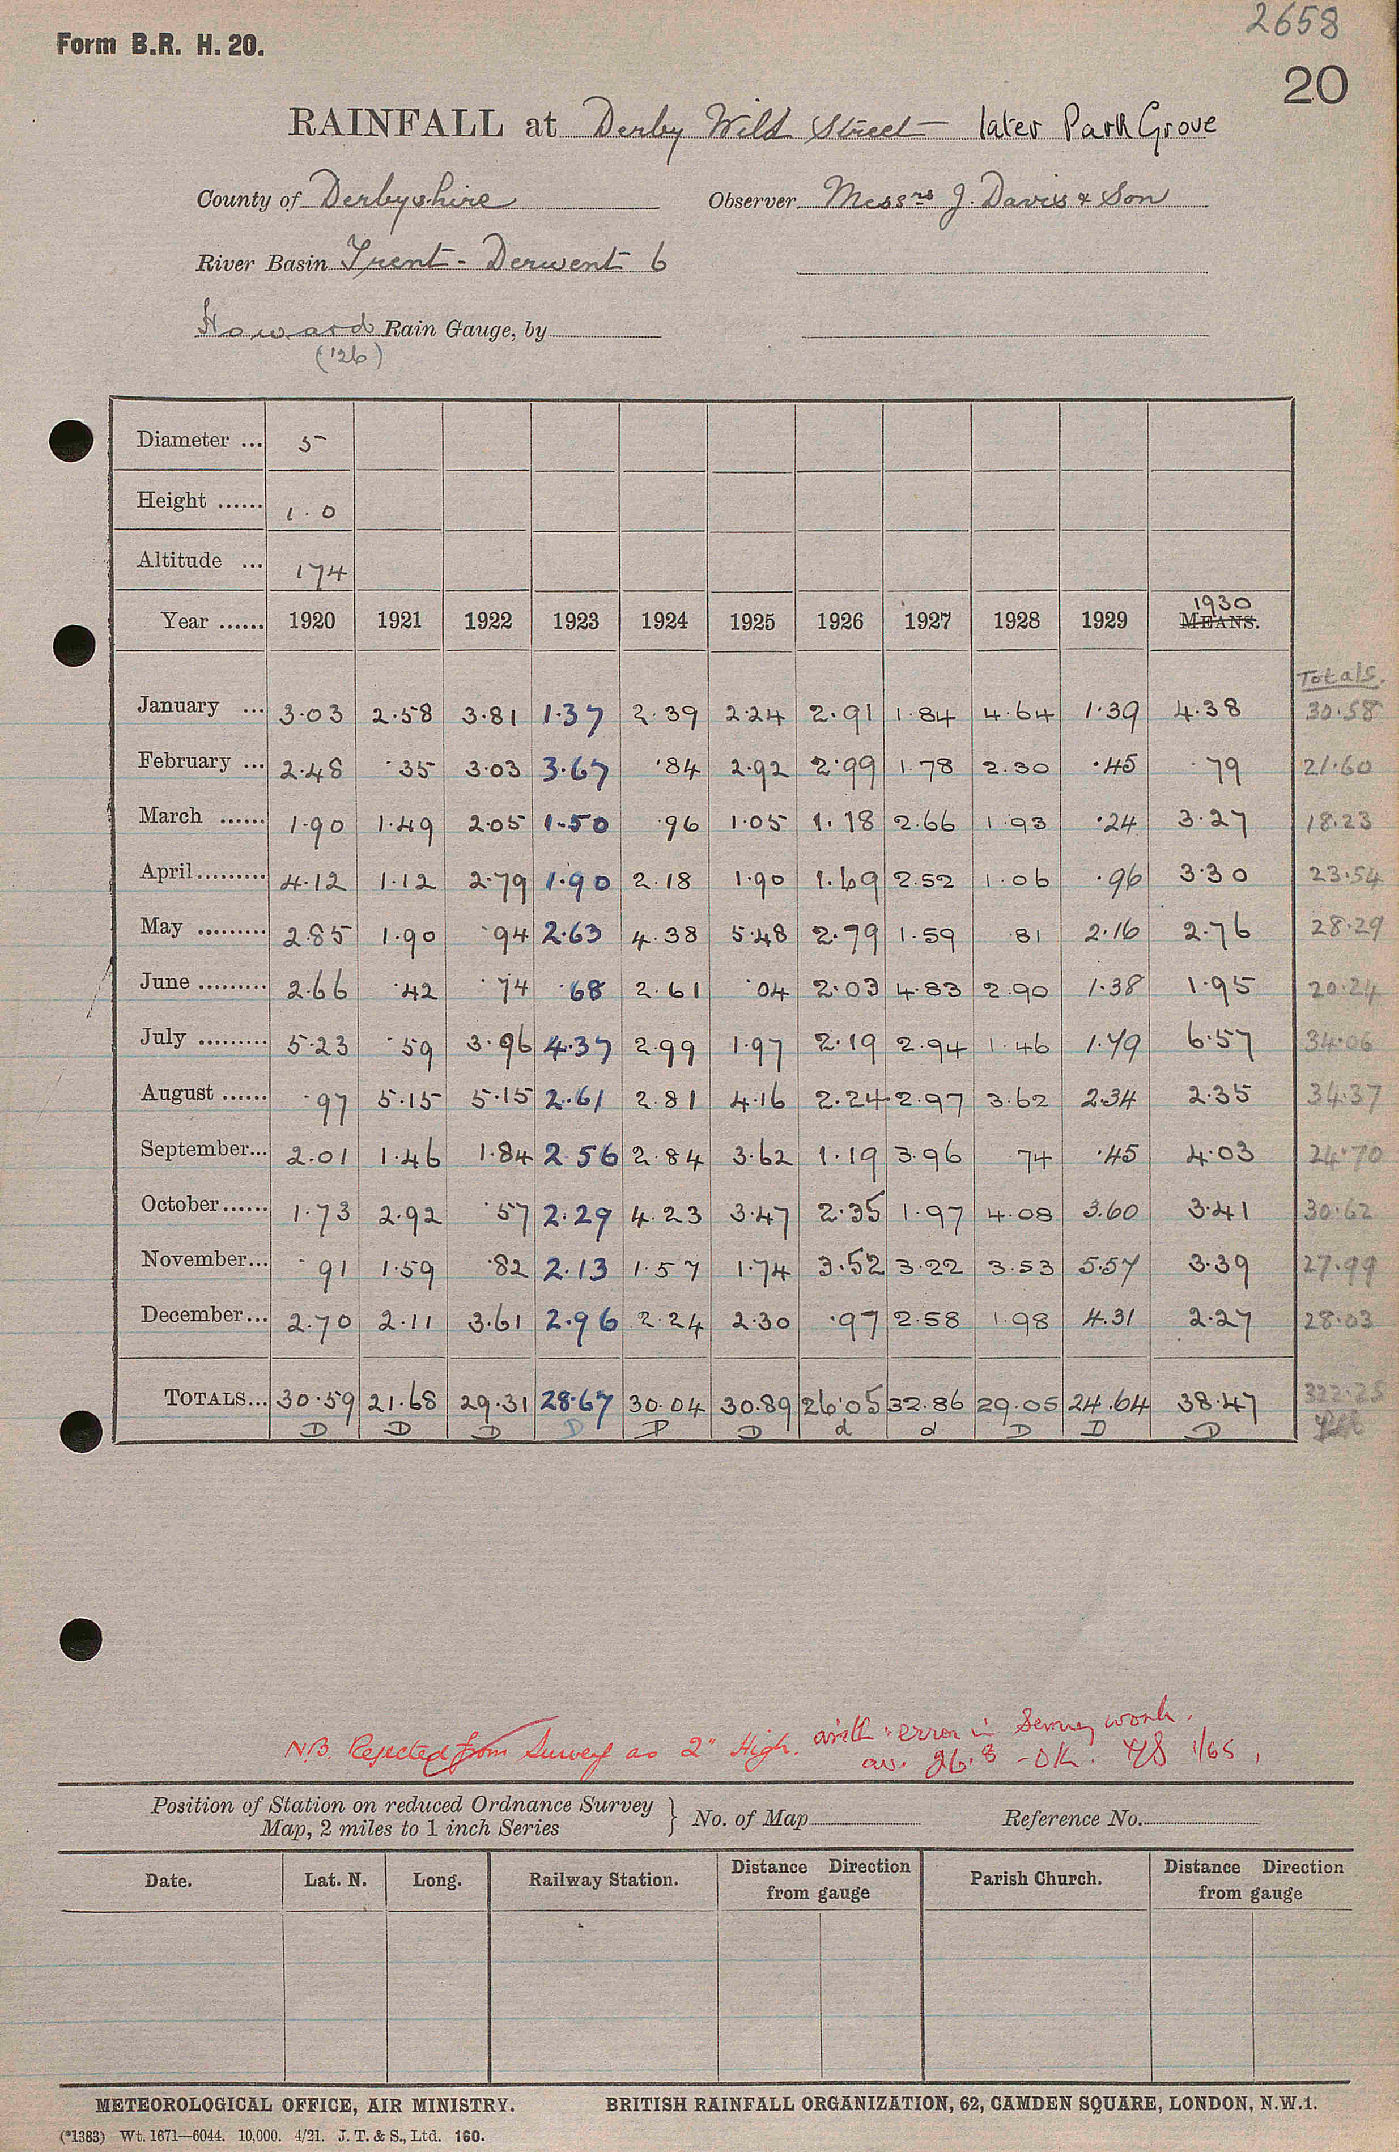 2658
Form B.R. H. 20.
20
RAINFALL at Derby Wild Street later Park Grove
County of Derbyshire Observer Messrs J. Davis & Son
River Basin Trent - Derwent 6
Howard Rain Gauge, by
(126)
Diameter ... 5
Height ...... 1.0
Altitude ... 174
Year ...... 1920 1921 1922 1923 1924 1925 1926 1927 1928 1929 1930 MEANS.
Totals.
January ... 3.03 2.58 3.81 1.37 2.39 2.24 2.91 1.84 4.64 1.39 4.38 30.58
February ... 2.48 .35 3.03 3.67 .84 2.92 2.99 1.78 2.30 .45 .79 21.60
March ...... 1.90 1.49 2.05 1.50 .96 1.05 1.18 2.66 1.93 .24 3.27 18.23
April ......... 4.12 1.12 2.79 1.90 2.18 1.90 1.69 2.52 1.06 .96 3.30 23.54
May ......... 2.85 1.90 .94 2.63 4.38 5.48 2.79 1.59 81 2.16 2.76 28.29
June ......... 2.66 .42 .74 .68 2.61 .04 2.03 4.83 2.90 1.38 1.95 20.24
July ......... 5.23 .59 3.96 4.37 2.99 1.97 2.19 2.94 1.46 1.79 6.57 34.06
August ...... .97 5.15 5.15 2.61 2.81 4.16 2.24 2.97 3.62 2.34 2.35 34.37
September... 2.01 1.46 1.84 2.56 2.84 3.62 1.19 3.96 74 .45 4.03 24.70
October ...... 1.73 2.92 .57 2.29 4.23 3.47 2.35 1.97 4.08 3.60 3.41 30.62
November... .91 1.59 .82 2.13 1.57 1.74 3.52 3.22 3.53 5.57 3.39 27.99
December ... 2.70 2.11 3.61 2.96 2.24 2.30 .97 2.58 1.98 4.31 2.27 28.03
TOTALS... 30.59 21.68 29.31 28.67 30.04 30.89 26.05 32.86 29.05 24.64 38.47 322.25
D D D D D D d d D D D
N.B. Rejected from Survey as 2" High. arith. error in Survey work.
av. 26.8 - OK. 1/65.
Position of Station on reduced Ordnance Survey
Map, 2 miles to 1 inch Series } No. of Map Reference No.
Date. Lat. N. Long. Railway Station. Distance Direction from gauge Parish Church. Distance Direction from gauge
METEOROLOGICAL OFFICE, AIR MINISTRY. BRITISH RAINFALL ORGANIZATION, 62, CAMDEN SQUARE, LONDON, N.W.1.
(*1383) Wt. 1671—6044. 10,000. 4/21. J. T. & S., Ltd. 160.